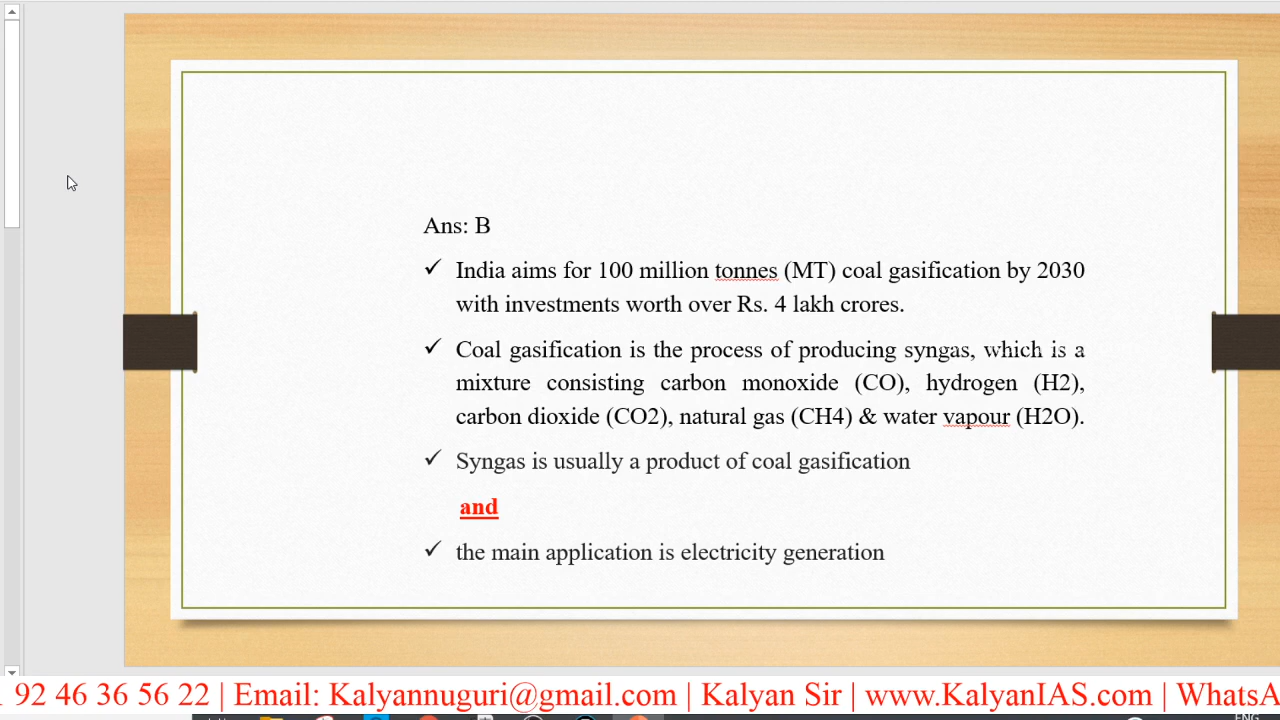 Ans: B
✓ India aims for 100 million tonnes (MT) coal gasification by 2030
with investments worth over Rs. 4 lakh crores.
✓ Coal gasification is the process of producing syngas, which is a
mixture consisting carbon monoxide (CO), hydrogen (H2),
carbon dioxide (CO2), natural gas (CH4) & water vapour (H2O).
✓ Syngas is usually a product of coal gasification
and
✓ the main application is electricity generation
92 46 36 56 22 | Email: Kalyannuguri@gmail.com | Kalyan Sir | www.KalyanIAS.com | WhatsA